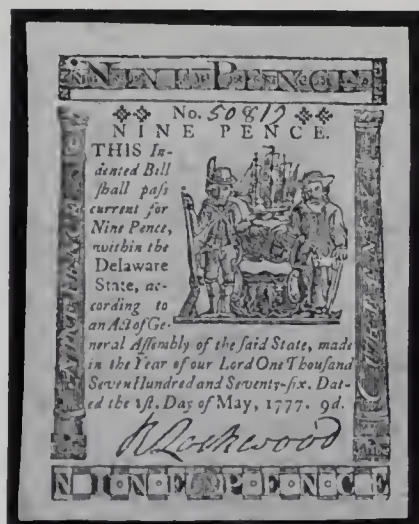 NINE PENCE
No. 50812
NINE PENCE.
THIS In-
dented Bill
ſhall paſs
current for
Nine Pence,
within the
Delaware
State, ac-
cording to
an Act of Ge-
neral Aſſembly of the ſaid State, made
in the Year of our Lord One Thouſand
Seven Hundred and Seventy-ſix. Dat-
ed the 1ſt. Day of May, 1777. 9d.
NINE PENCE